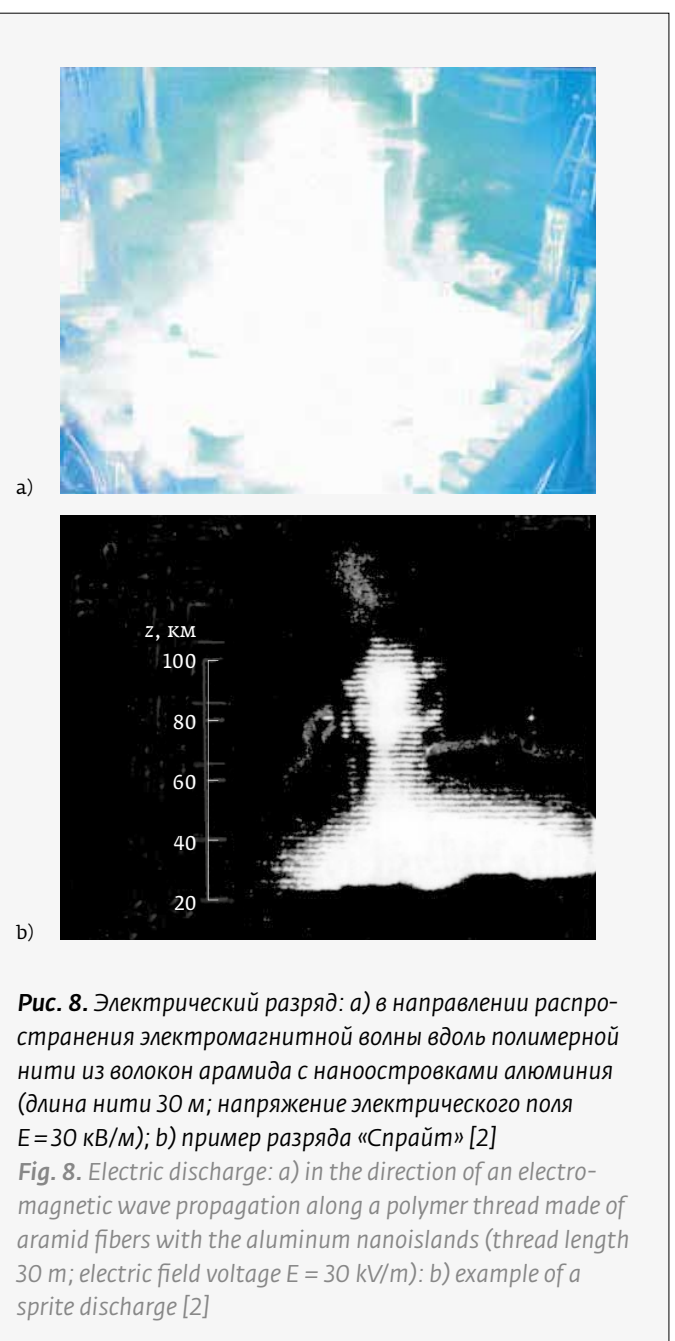 a)
z, км
100
80
60
40
20
b)
Рис. 8. Электрический разряд: а) в направлении распро-
странения электромагнитной волны вдоль полимерной
нити из волокон арамида с наноостровками алюминия
(длина нити 30 м; напряжение электрического поля
E = 30 кВ/м); b) пример разряда «Спрайт» [2]
Fig. 8. Electric discharge: a) in the direction of an electro-
magnetic wave propagation along a polymer thread made of
aramid fibers with the aluminum nanoislands (thread length
30 m; electric field voltage E = 30 kV/m): b) example of a
sprite discharge [2]